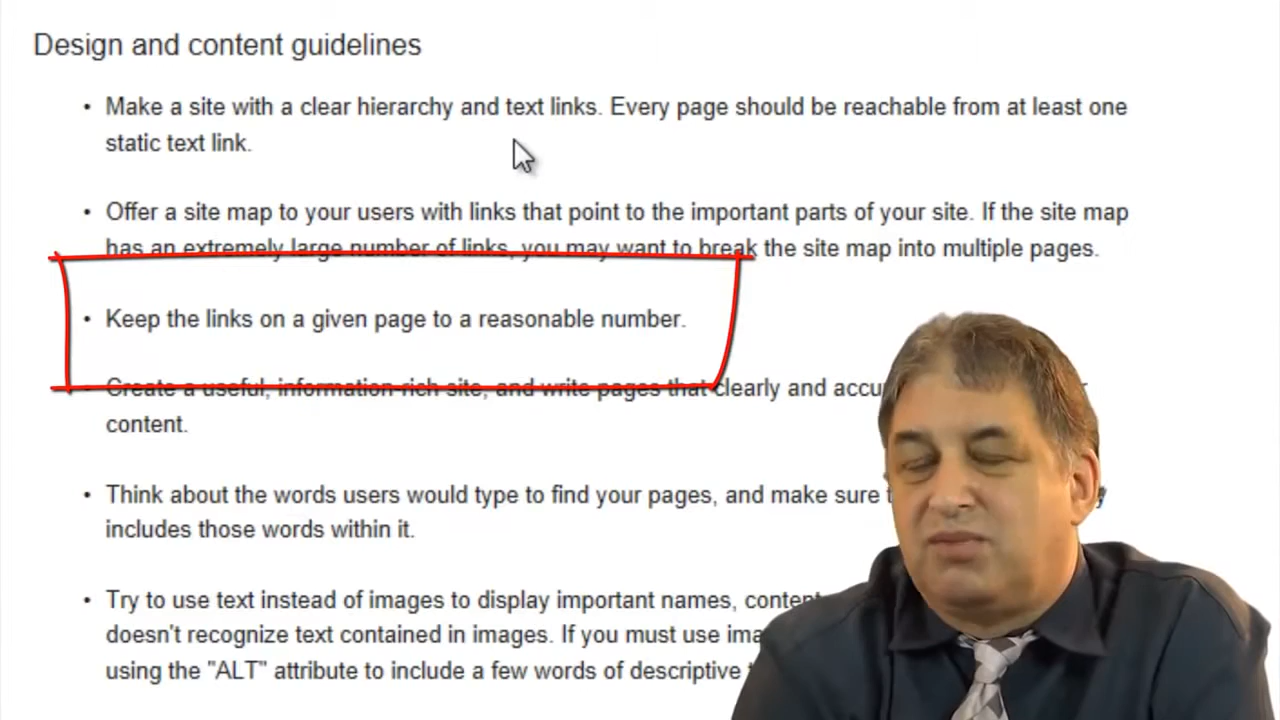 Design and content guidelines
• Make a site with a clear hierarchy and text links. Every page should be reachable from at least one
static text link.
• Offer a site map to your users with links that point to the important parts of your site. If the site map
has an extremely large number of links, you may want to break the site map into multiple pages.
• Keep the links on a given page to a reasonable number.
• Create a useful, information-rich site, and write pages that clearly and
content.
• Think about the words users would type to find your pages, and make sure
includes those words within it.
• Try to use text instead of images to display important names,
doesn't recognize text contained in images. If you must use
using the "ALT" attribute to include a few words of descriptive